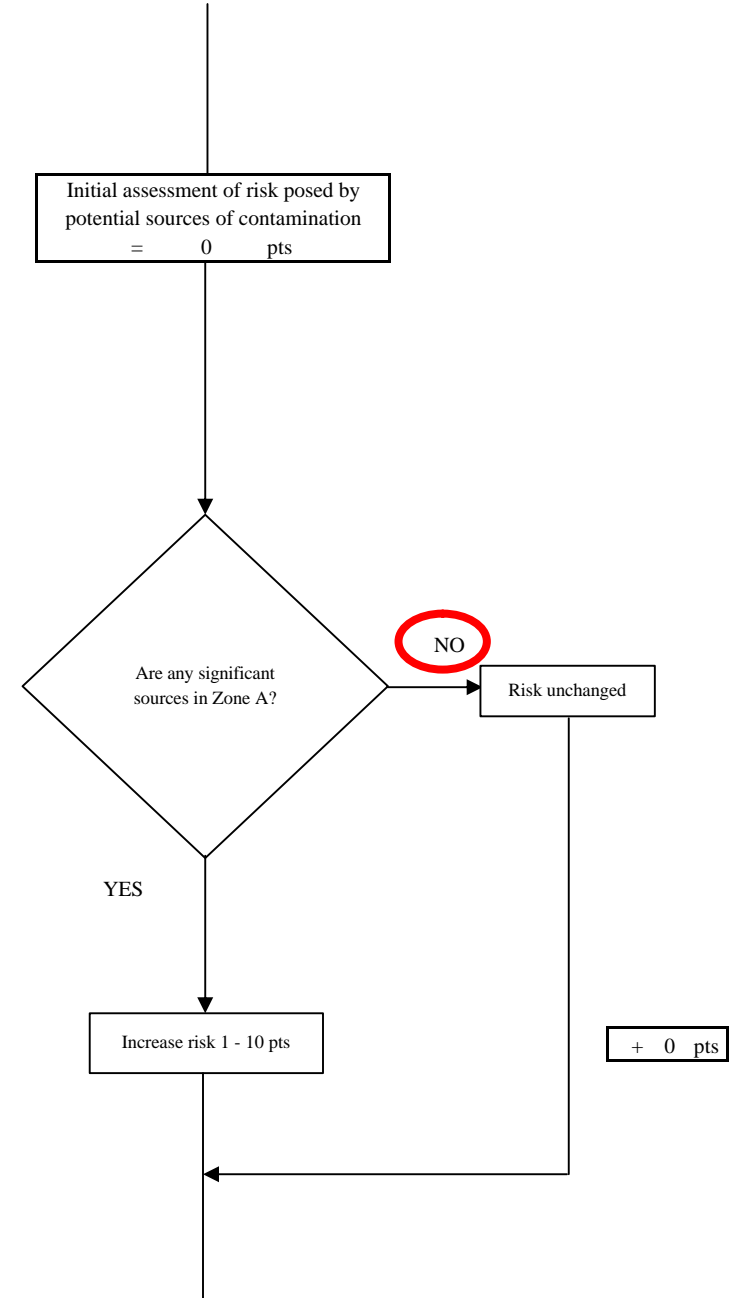 Initial assessment of risk posed by
potential sources of contamination
= 0 pts
NO
Are any significant
sources in Zone A?
Risk unchanged
YES
Increase risk 1 - 10 pts
+ 0 pts